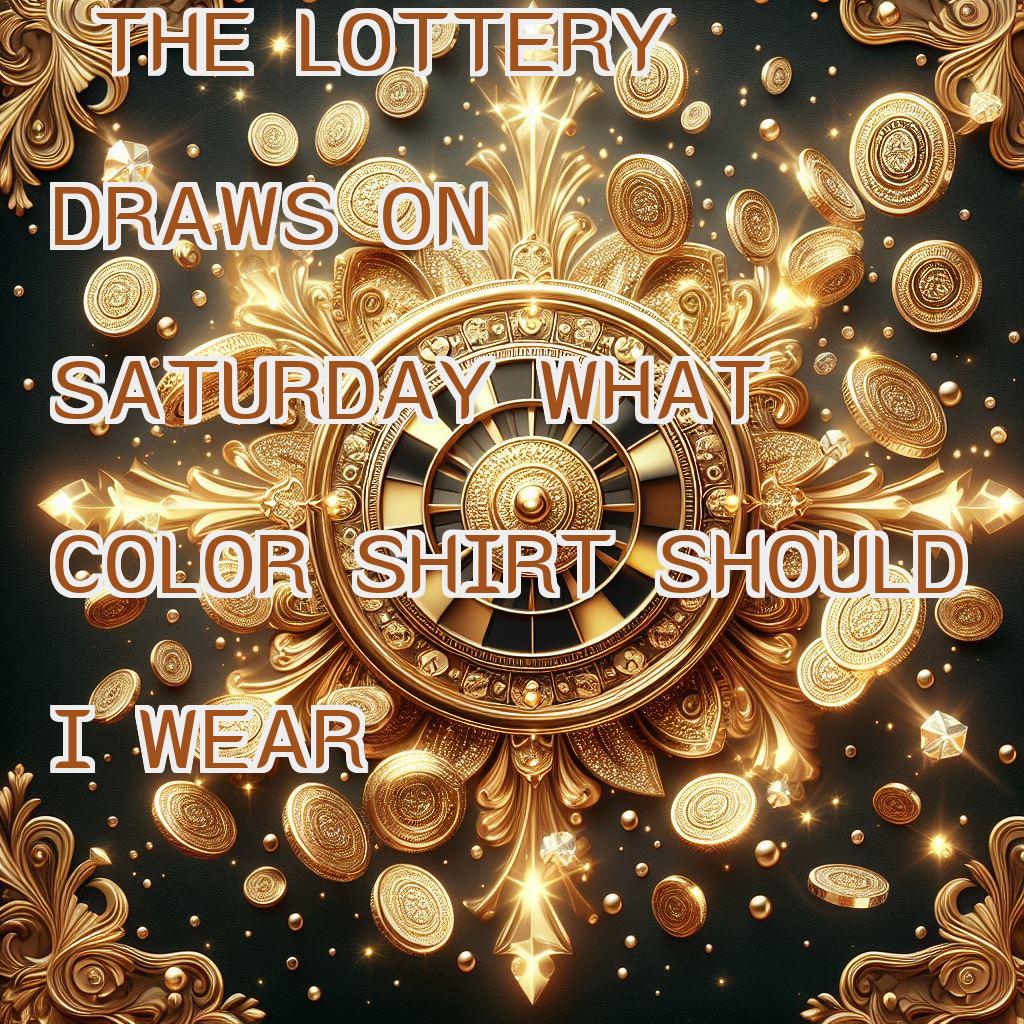 THE LOTTERY
DRAWS ON
SATURDAY WHAT
COLOR SHIRT SHOULD
I WEAR